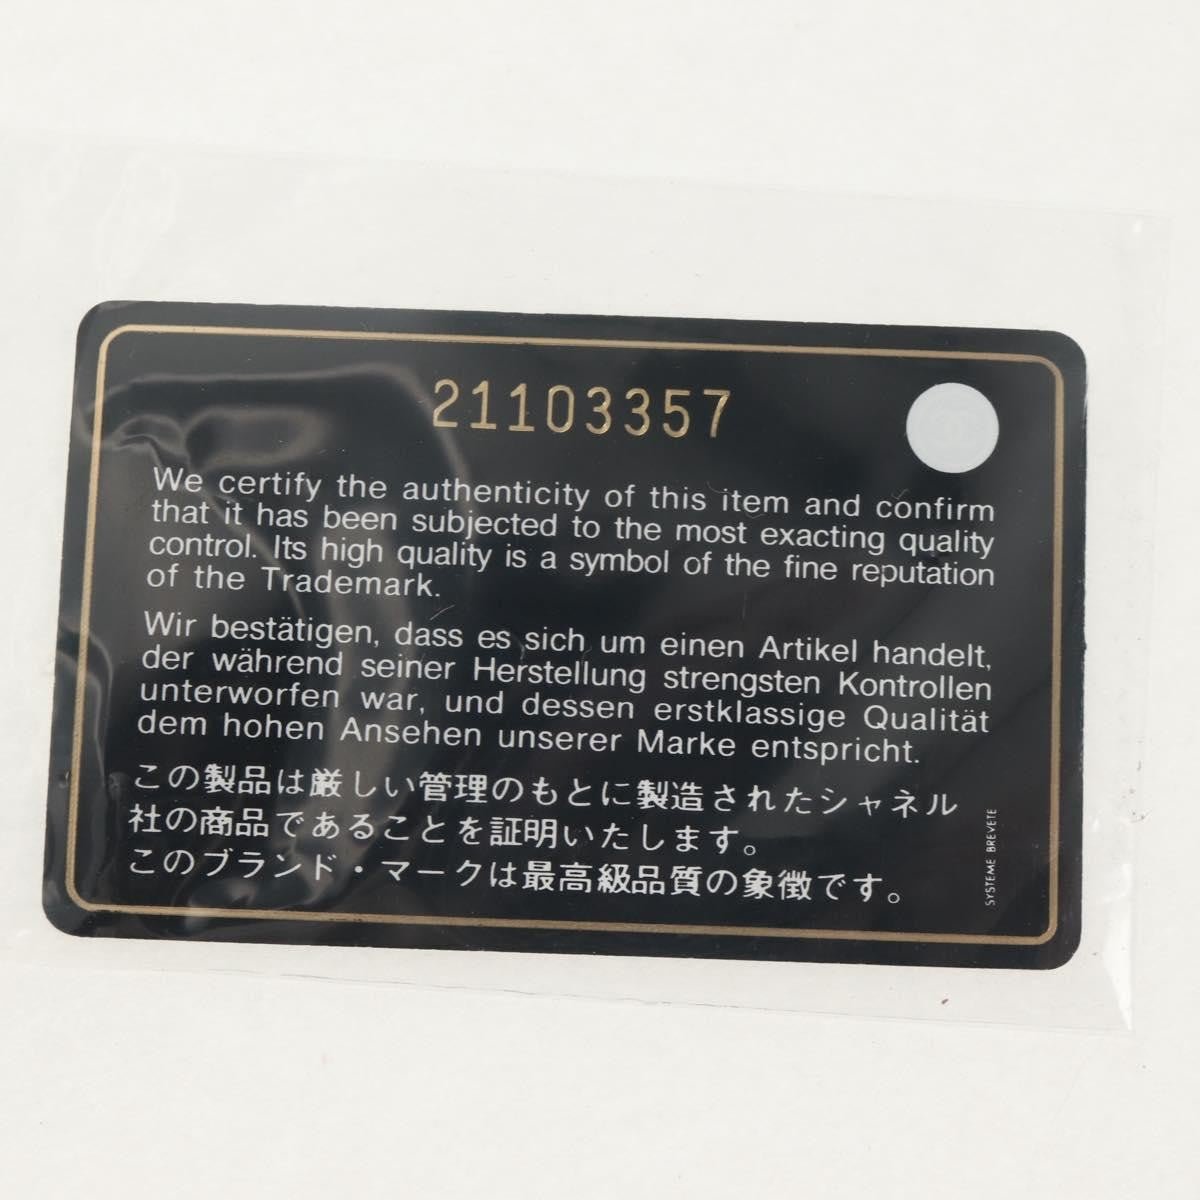 21103357
We certify the authenticity of this item and confirm
that it has been subjected to the most exacting quality
control. Its high quality is a symbol of the fine reputation
of the Trademark.
Wir bestätigen, dass es sich um einen Artikel handelt,
der während seiner Herstellung strengsten Kontrollen
unterworfen war, und dessen erstklassige Qualität
dem hohen Ansehen unserer Marke entspricht.
この製品は厳しい管理のもとに製造されたシャネル
社の商品であることを証明いたします。
このブランド・マークは最高級品質の象徴です。
SYSTEME BREVETE